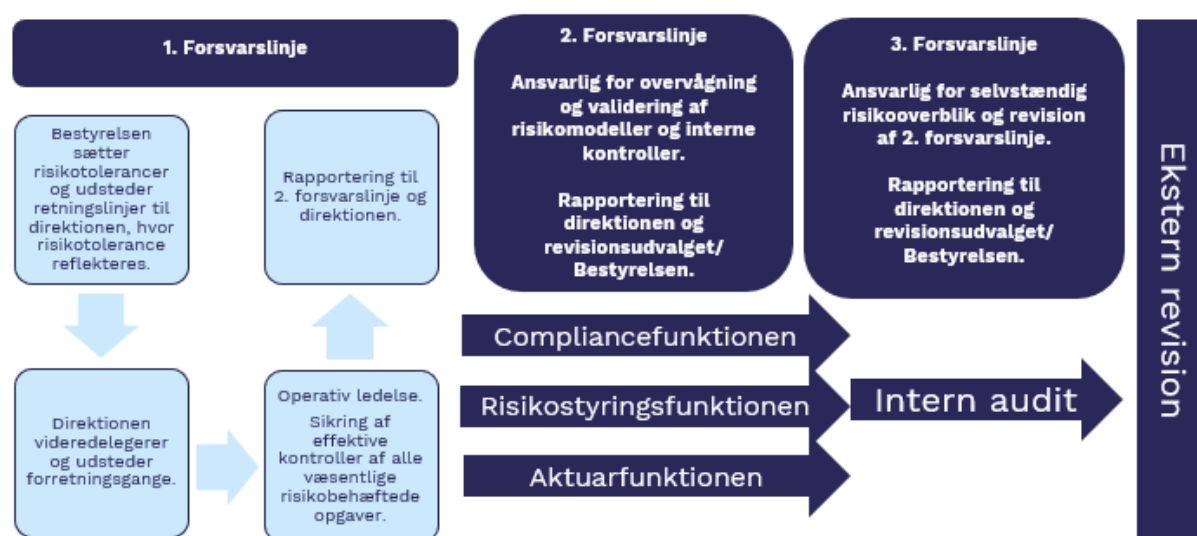 1. Forsvarslinje
Bestyrelsen
sætter
risikotolerancer
og udsteder
retningslinjer til
direktionen, hvor
risikotolerance
reflekteres.
Rapportering til
2. forsvarslinje og
direktionen.
Direktionen
videredelegerer
og udsteder
forretningsgange.
Operativ ledelse.
Sikring af
effektive
kontroller af alle
væsentlige
risikobehæftede
opgaver.
2. Forsvarslinje
Ansvarlig for overvågning
og validering af
risikomodeller og interne
kontroller.
Rapportering til
direktionen og
revisionsudvalget/
Bestyrelsen.
3. Forsvarslinje
Ansvarlig for selvstændig
risikooverblik og revision
af 2. forsvarslinje.
Rapportering til
direktionen og
revisionsudvalget/
Bestyrelsen.
Compliancefunktionen
Risikostyringsfunktionen
Aktuarfunktionen
Intern audit
Ekstern revision